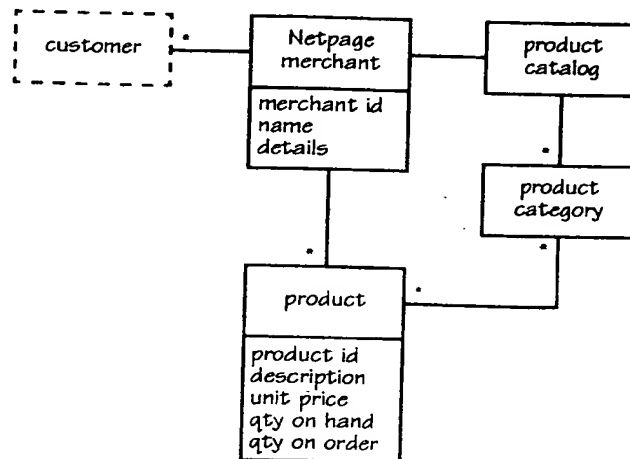 customer
*
Netpage
merchant
merchant id
name
details
product
catalog
*
product
category
*
*
*
product
product id
description
unit price
qty on hand
qty on order